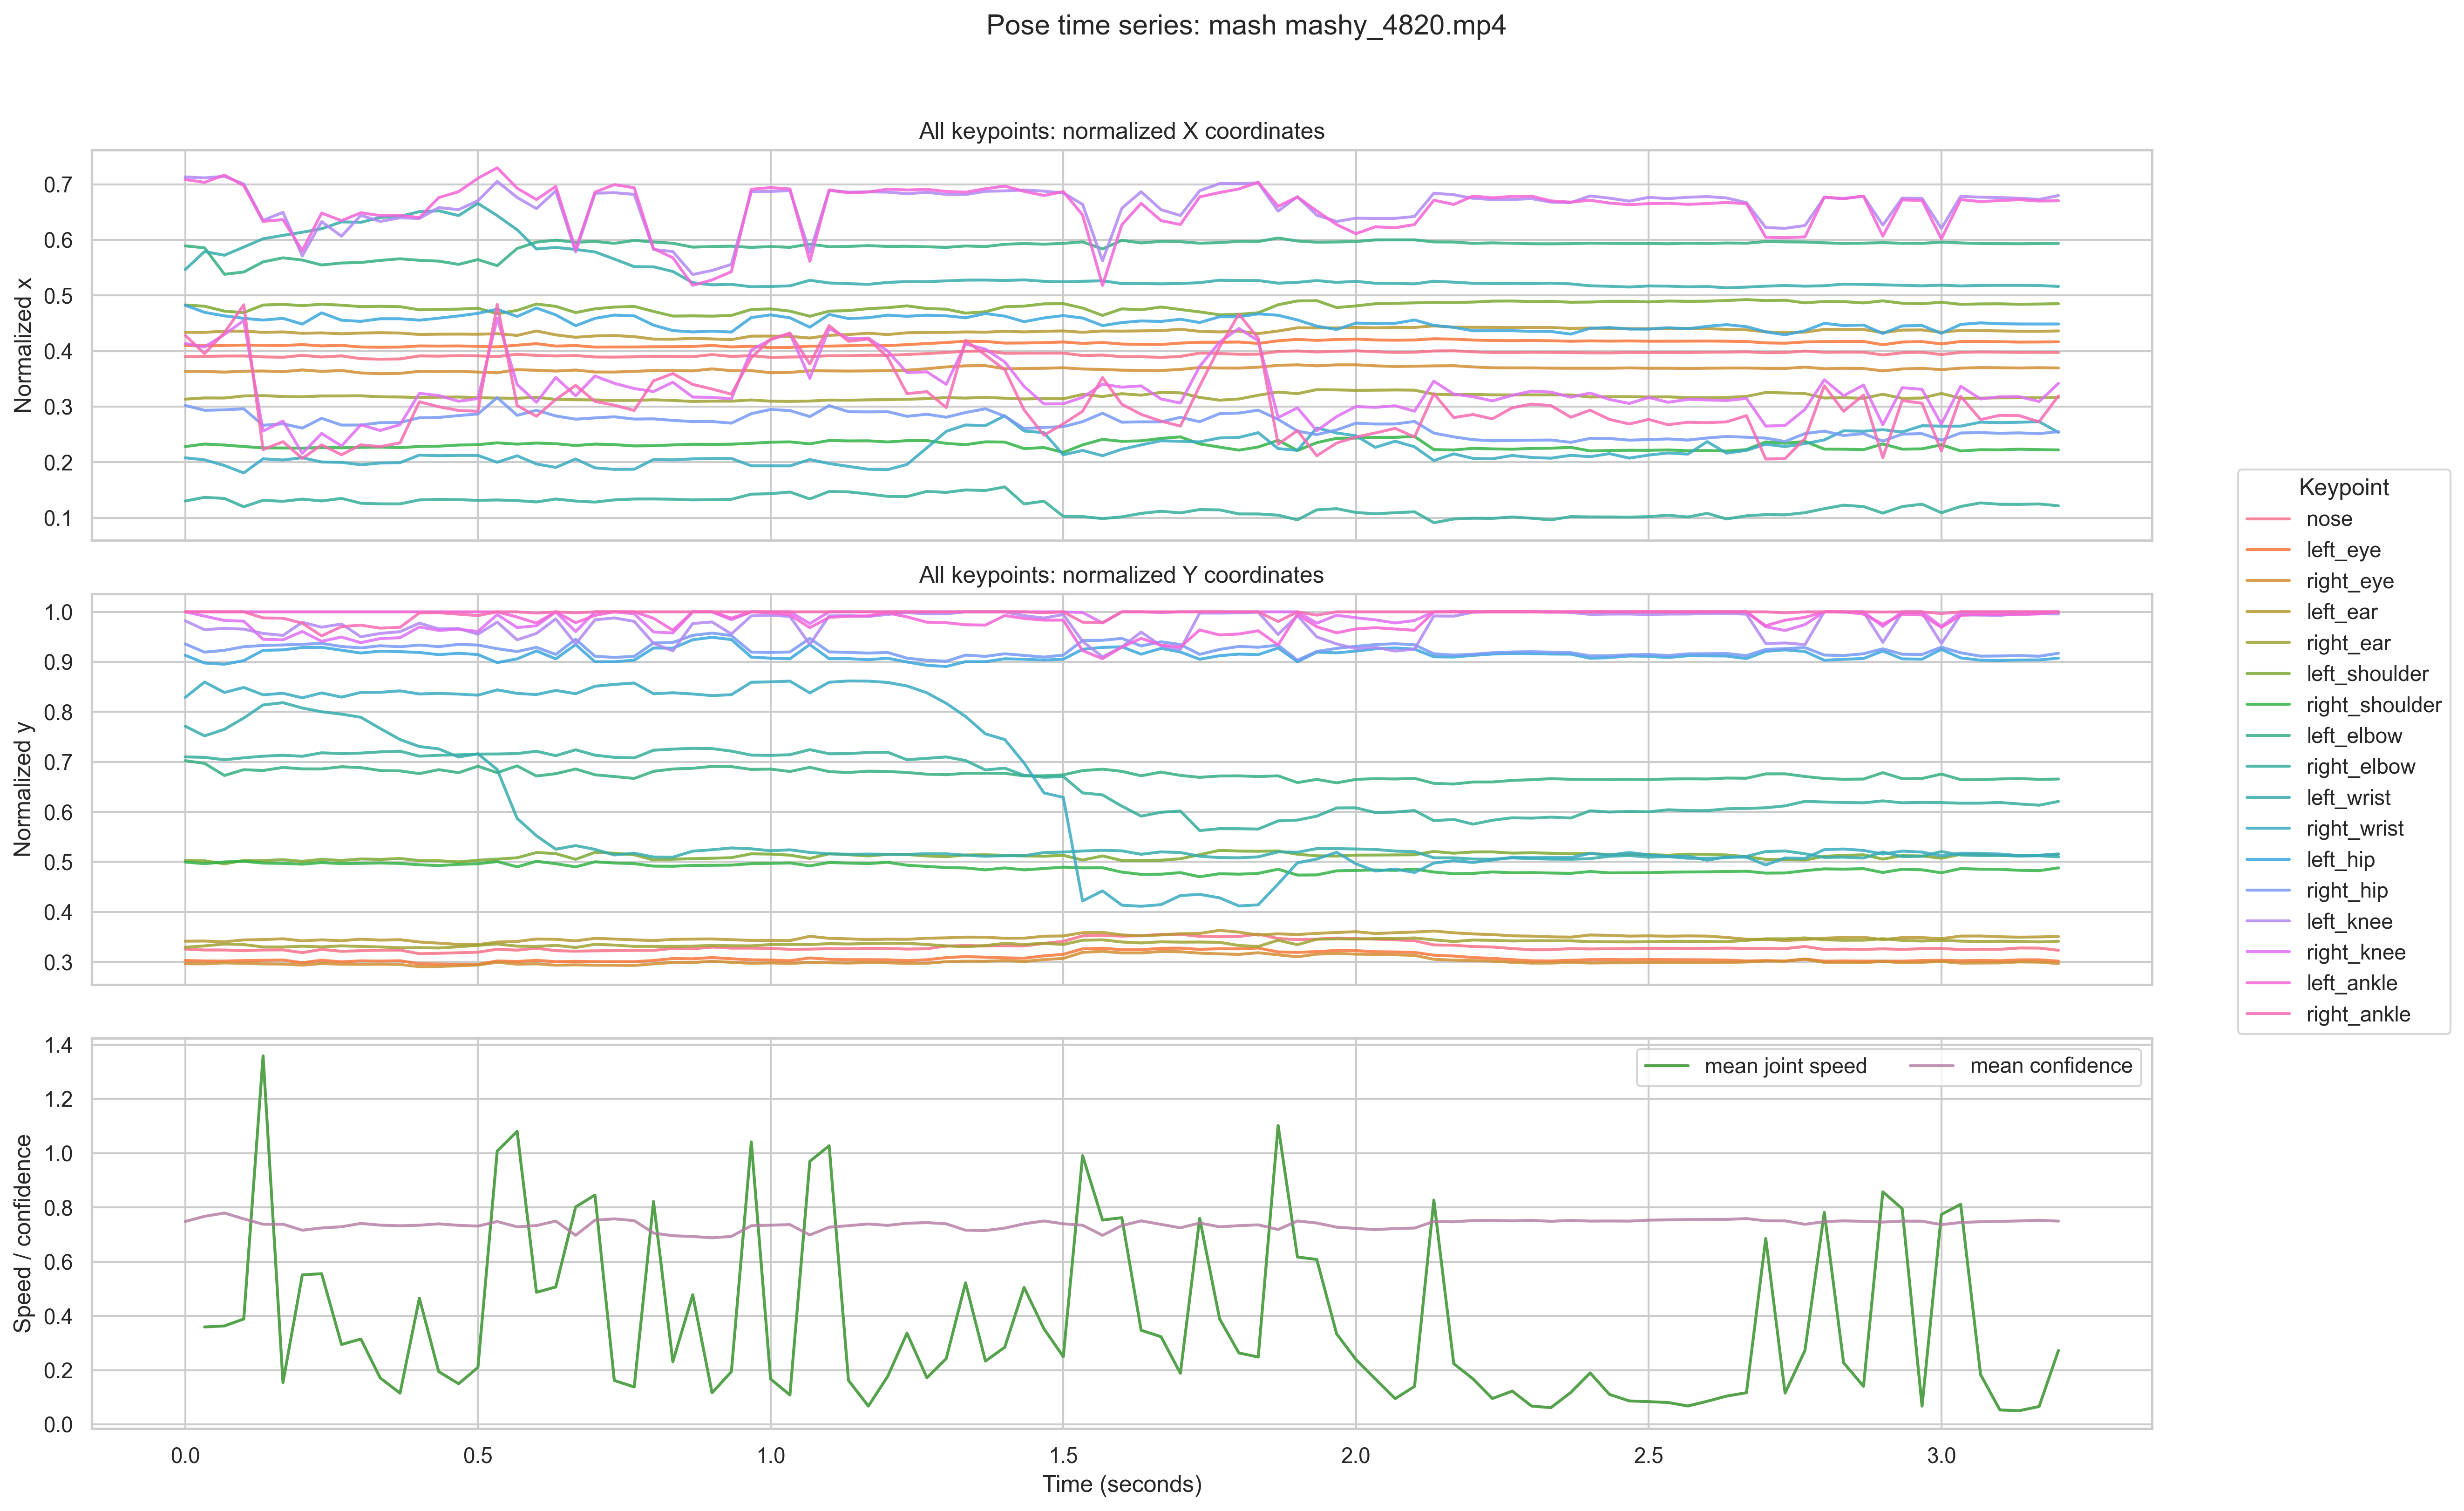 Pose time series: mash mashy_4820.mp4
All keypoints: normalized X coordinates
Normalized x
0.7
0.6
0.5
0.4
0.3
0.2
0.1
All keypoints: normalized Y coordinates
Normalized y
1.0
0.9
0.8
0.7
0.6
0.5
0.4
0.3
Keypoint
nose
left_eye
right_eye
left_ear
right_ear
left_shoulder
right_shoulder
left_elbow
right_elbow
left_wrist
right_wrist
left_hip
right_hip
left_knee
right_knee
left_ankle
right_ankle
Speed / confidence
1.4
1.2
1.0
0.8
0.6
0.4
0.2
0.0
mean joint speed mean confidence
0.0 0.5 1.0 1.5 2.0 2.5 3.0
Time (seconds)